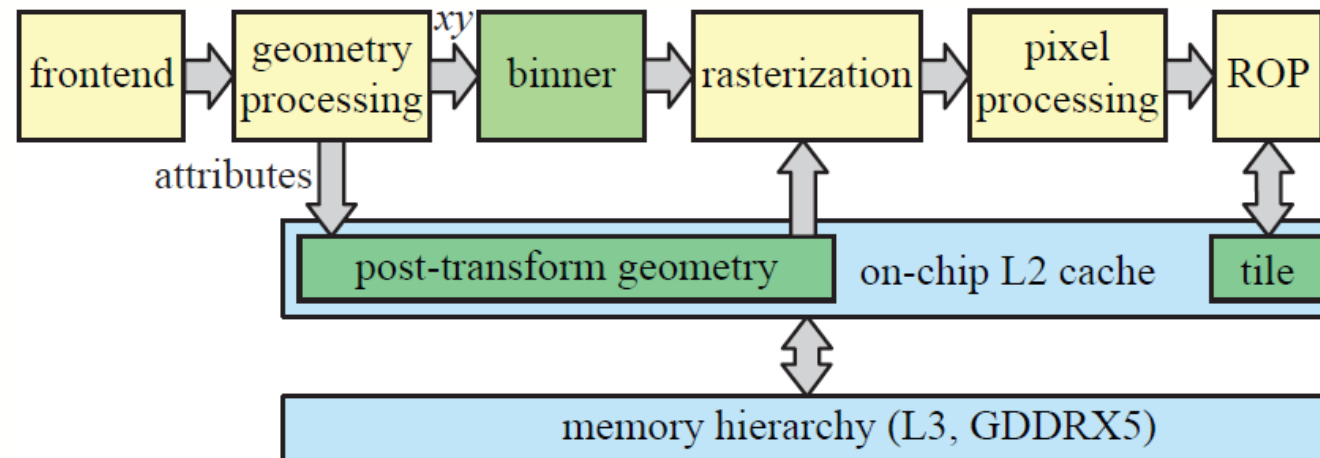 xy
frontend
geometry
processing
binner
rasterization
pixel
processing
ROP
attributes
post-transform geometry
on-chip L2 cache
tile
memory hierarchy (L3, GDDRX5)